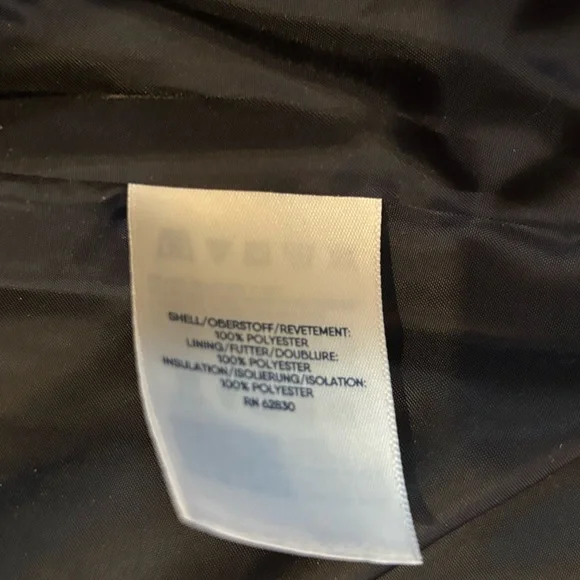 SHELL/OBERSTOFF/REVETEMENT:
100% POLYESTER
LINING/FUTTER/DOUBLURE:
100% POLYESTER
INSULATION/ISOLIERUNG/ISOLATION:
100% POLYESTER
RN 62830